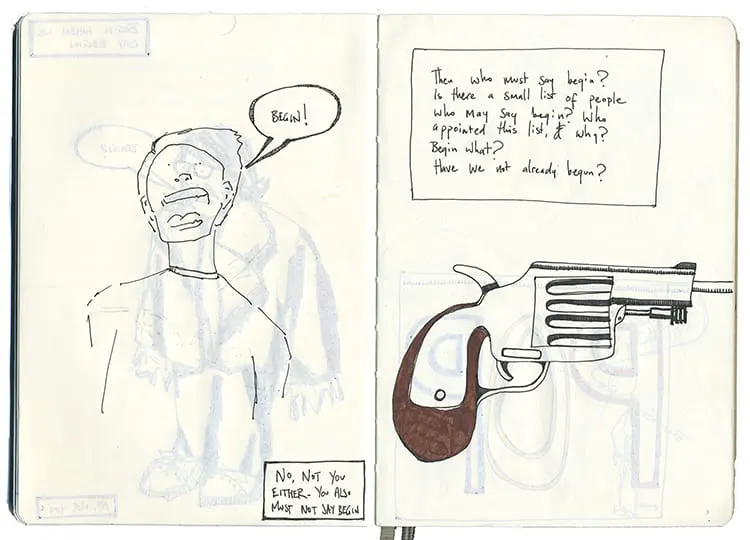 BEGIN!
NO, NOT YOU
EITHER. YOU ALSO
MUST NOT SAY BEGIN
Then who must say begin?
Is there a small list of people
who may say begin? Who
appointed this list, & why?
Begin what?
Have we not already begun?